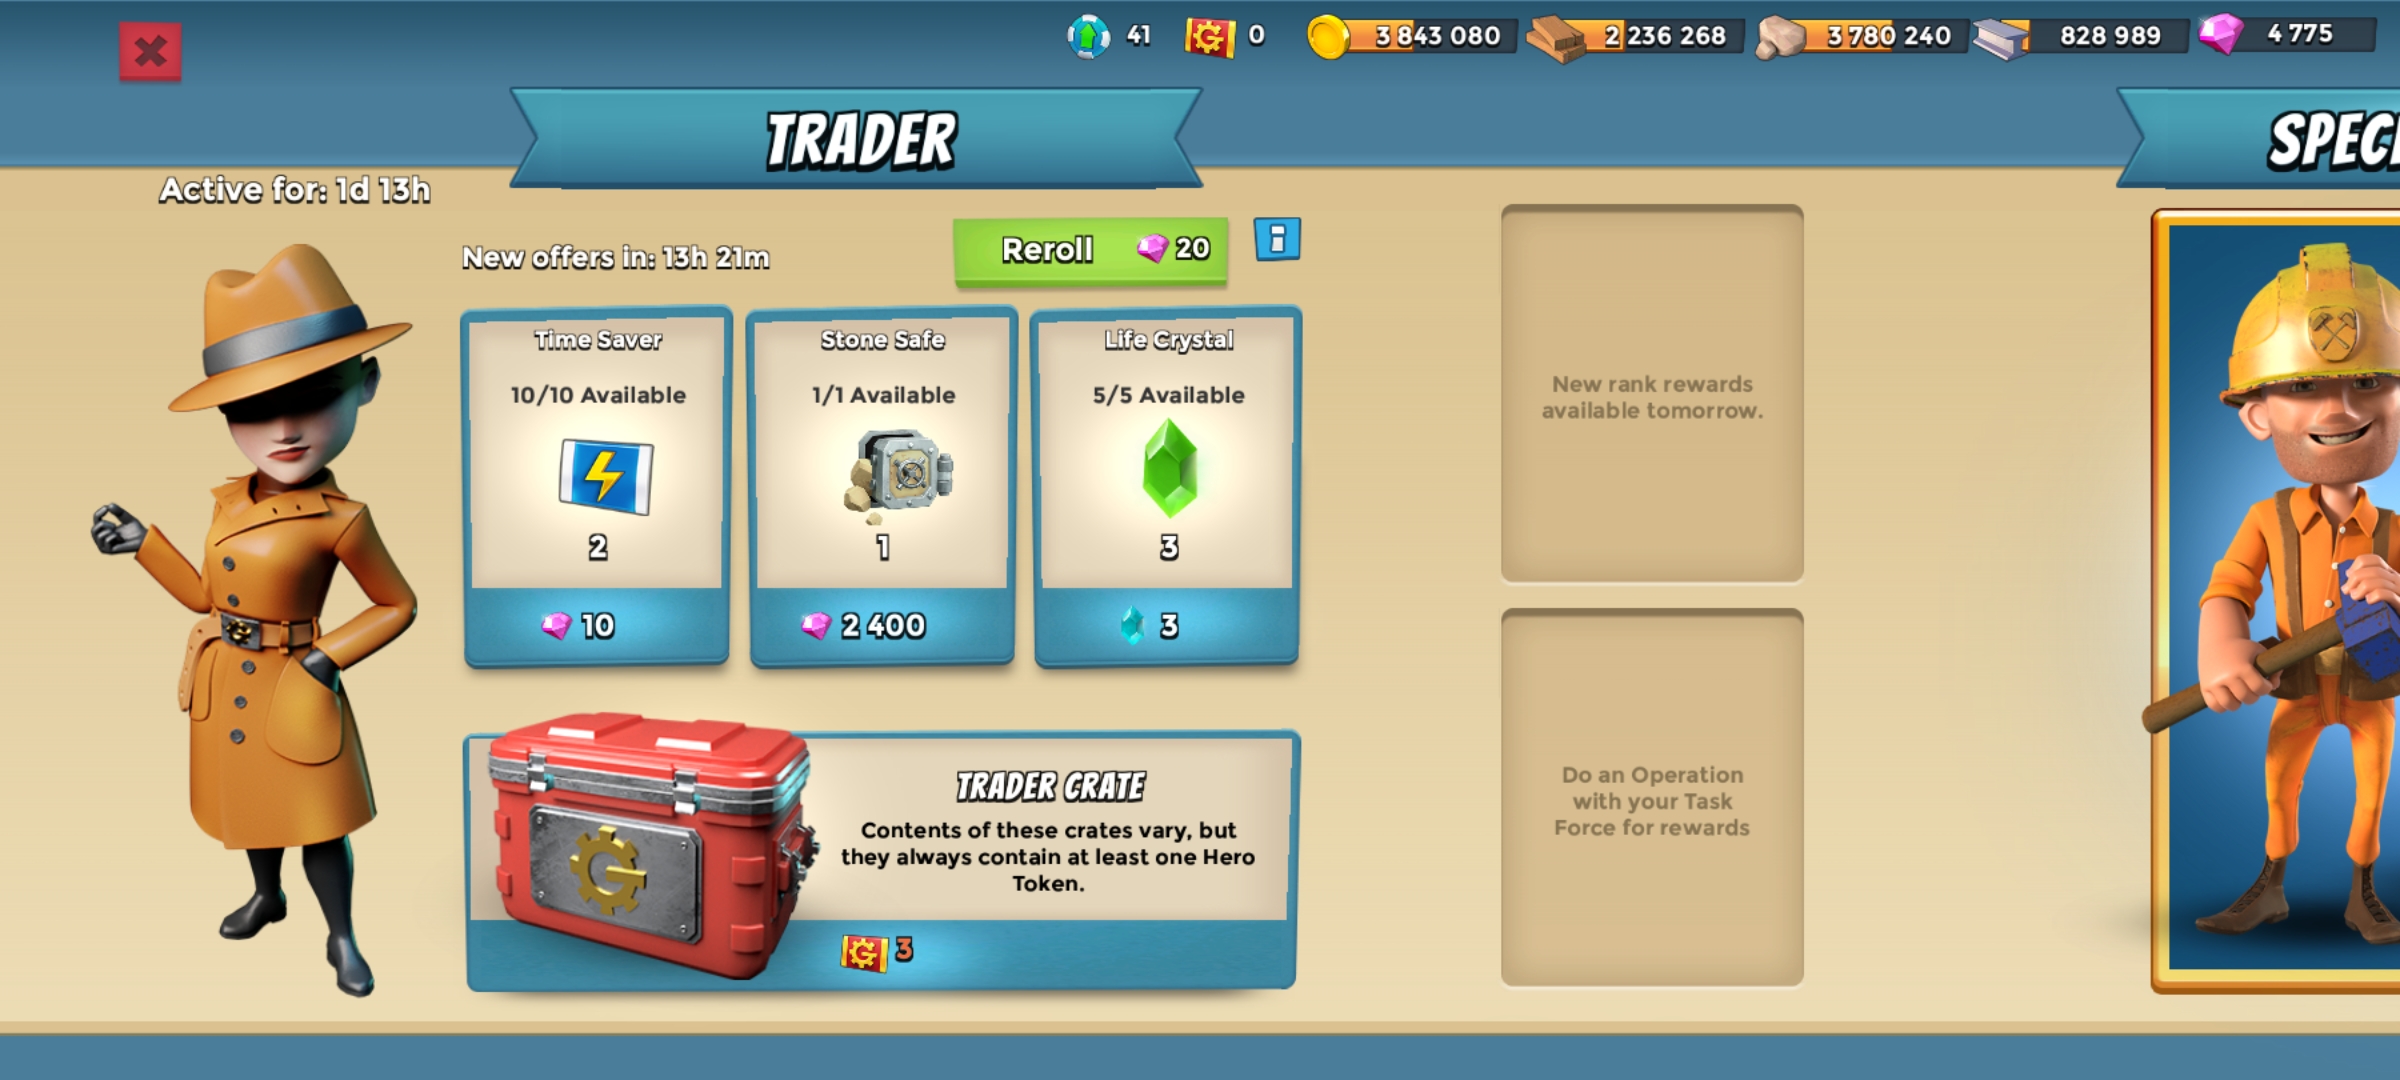 41
0
3 843 080
2 236 268
3 780 240
828 989
4 775
TRADER
Active for: 1d 13h
New offers in: 13h 21m
Reroll 20
Time Saver
10/10 Available
2
10
Stone Safe
1/1 Available
1
2 400
Life Crystal
5/5 Available
3
3
TRADER CRATE
Contents of these crates vary, but
they always contain at least one Hero
Token.
3
New rank rewards
available tomorrow.
Do an Operation
with your Task
Force for rewards
SPEC